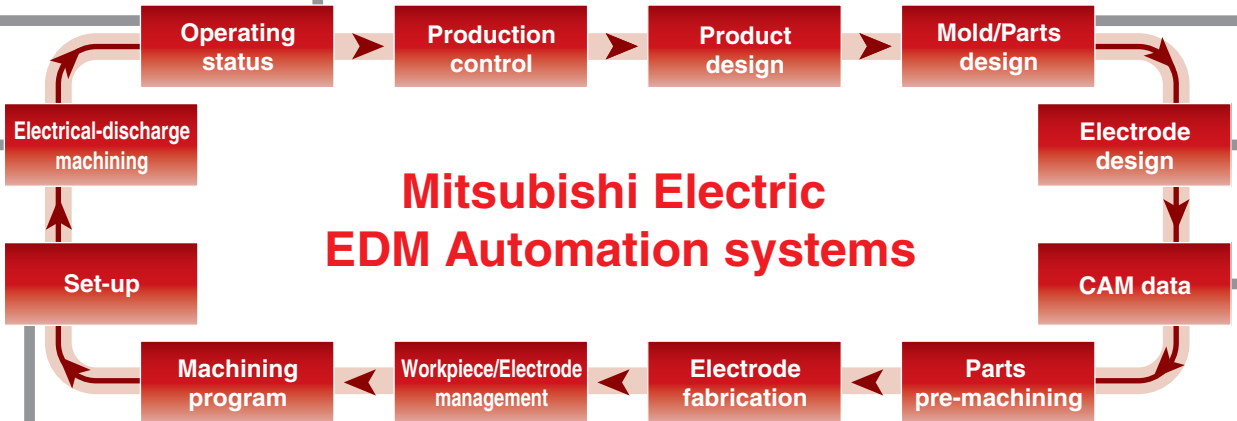 Operating
status
Production
control
Product
design
Mold/Parts
design
Electrical-discharge
machining
Electrode
design
Mitsubishi Electric
EDM Automation systems
Set-up
CAM data
Machining
program
Workpiece/Electrode
management
Electrode
fabrication
Parts
pre-machining